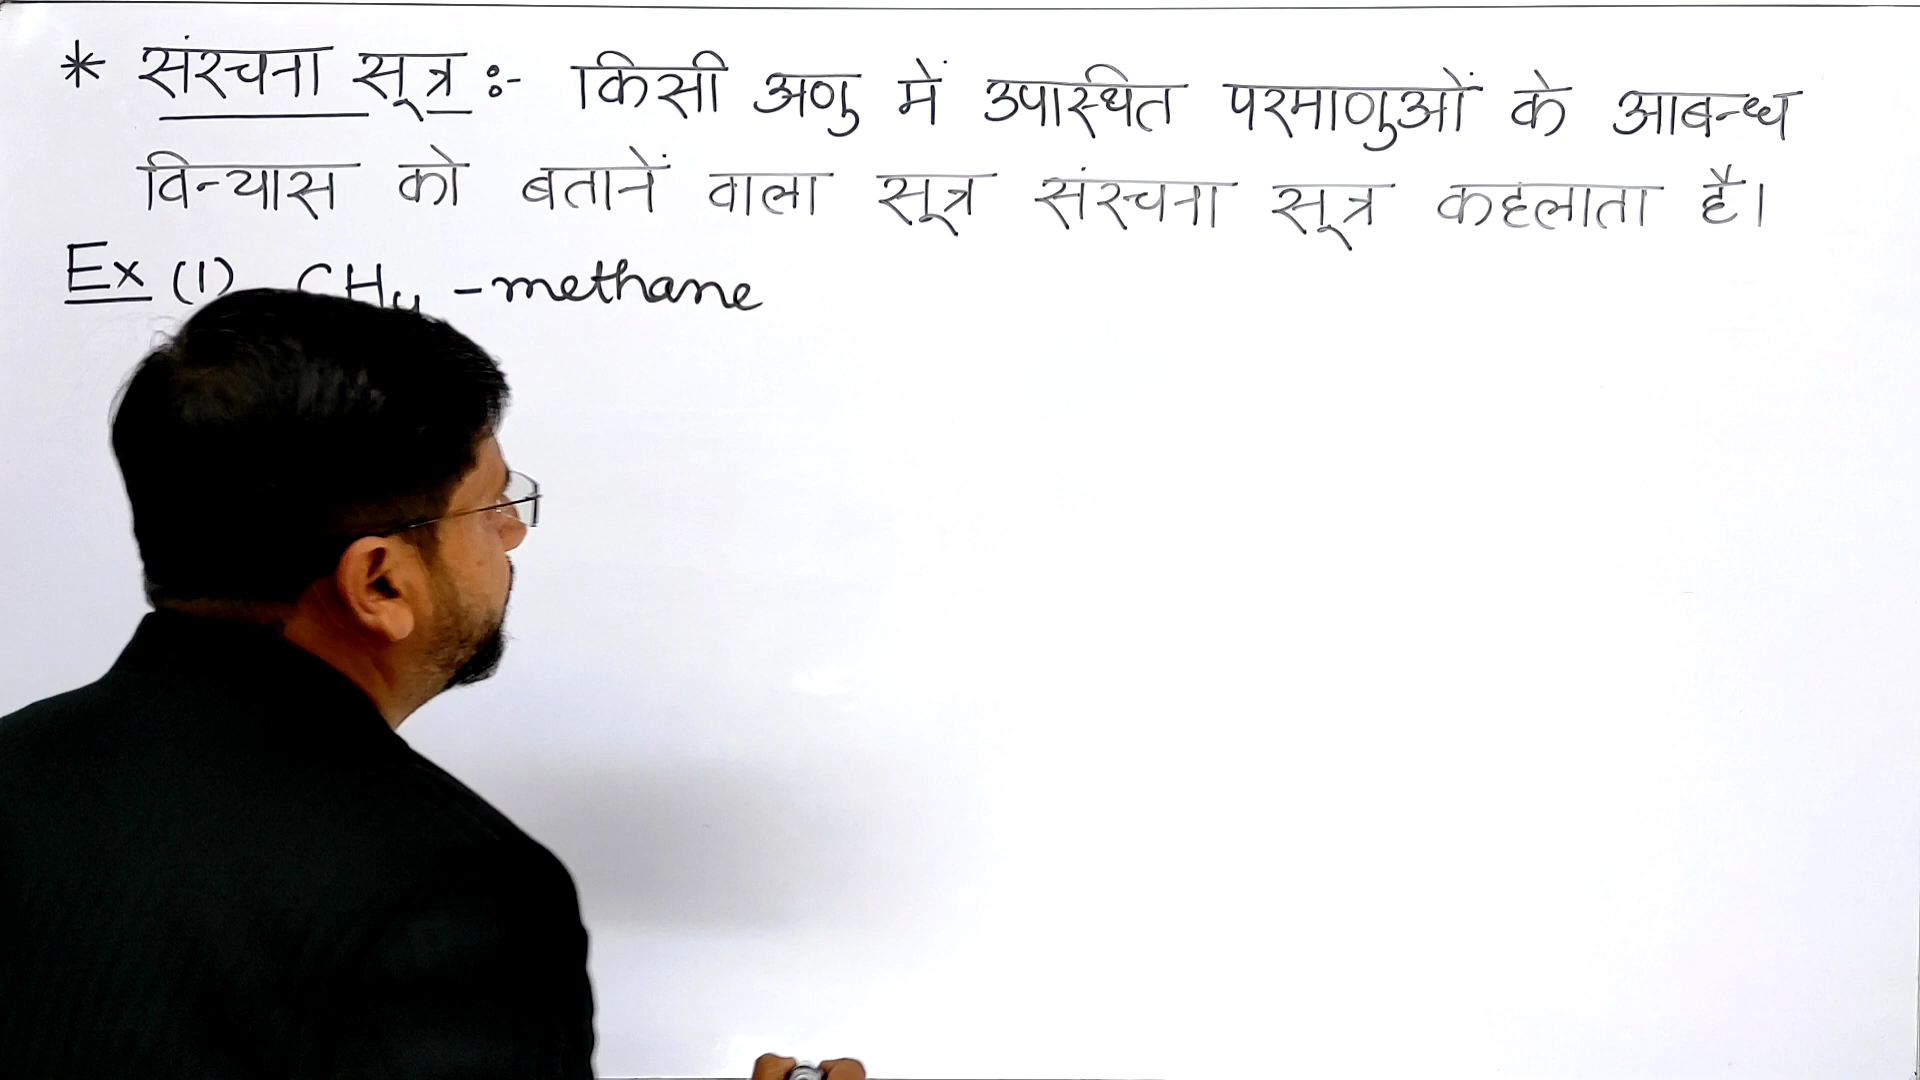 * संरचना सूत्र :- किसी अणु में उपस्थित परमाणुओं के आबन्ध
विन्यास को बतानें वाला सूत्र संरचना सूत्र कहलाता है।
Ex (1) CH4 - methane